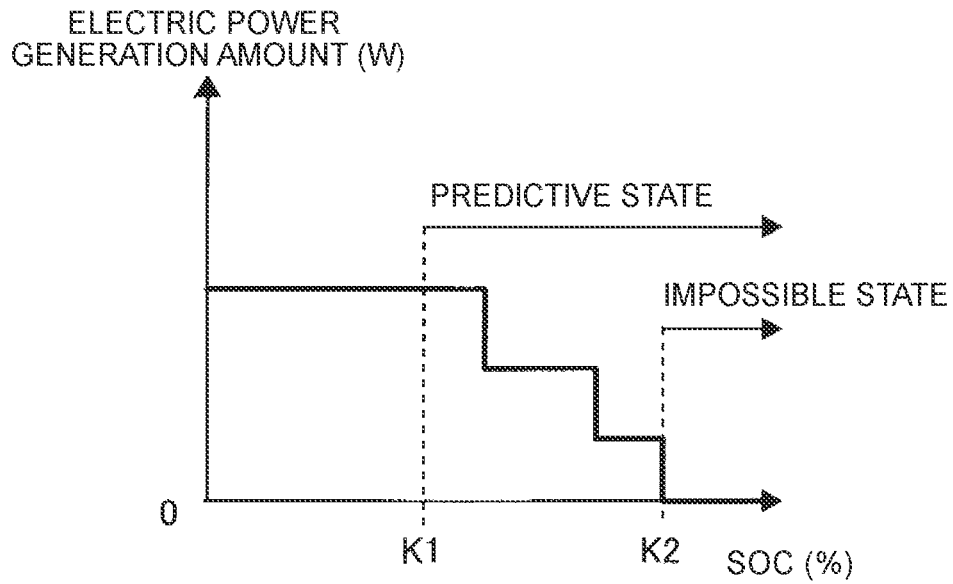 ELECTRIC POWER
GENERATION AMOUNT (W)
PREDICTIVE STATE
IMPOSSIBLE STATE
0
K1
K2
SOC (%)